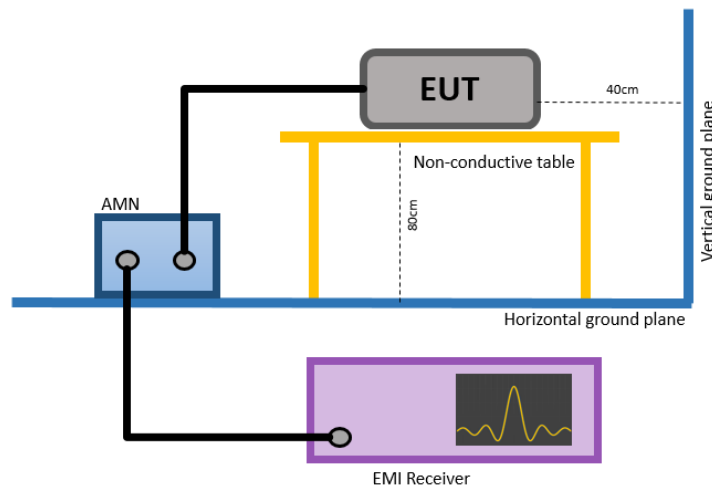 EUT
40cm
Vertical ground plane
Non-conductive table
80cm
AMN
Horizontal ground plane
EMI Receiver